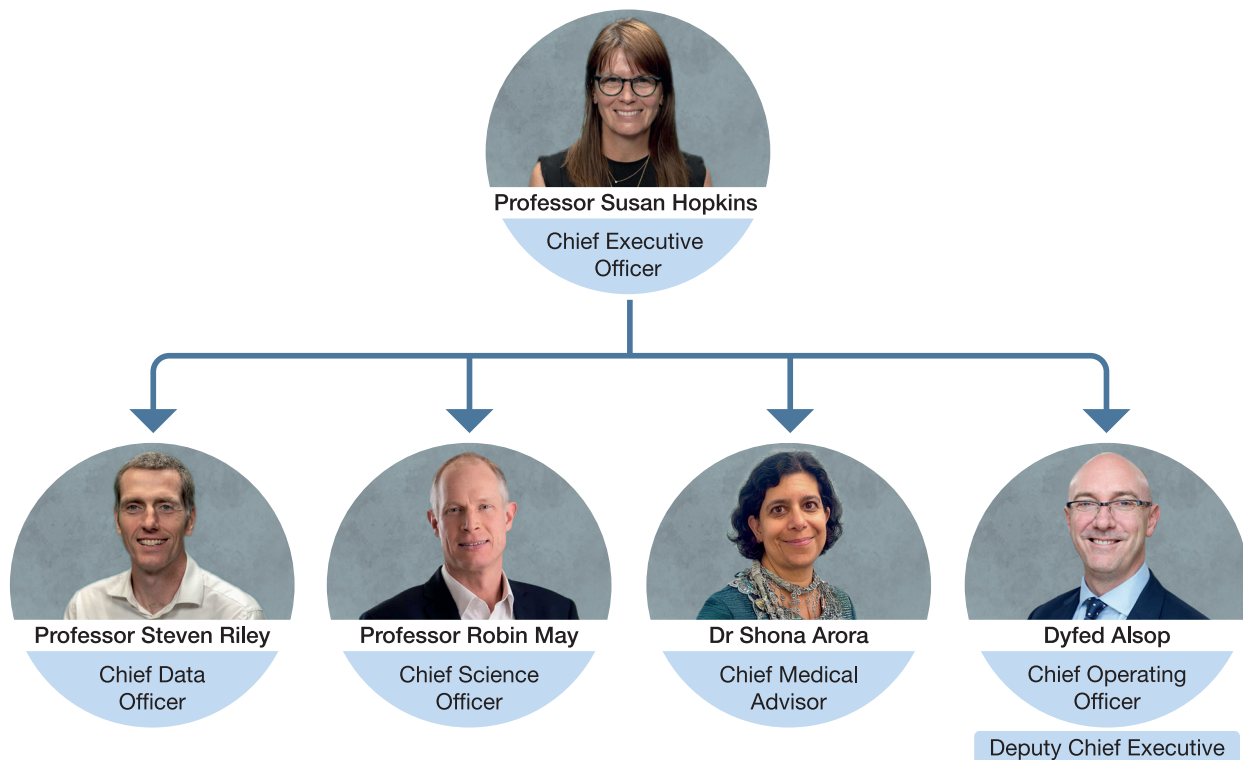 Professor Susan Hopkins
Chief Executive
Officer
Professor Steven Riley
Chief Data
Officer
Professor Robin May
Chief Science
Officer
Dr Shona Arora
Chief Medical
Advisor
Dyfed Alsop
Chief Operating
Officer
Deputy Chief Executive